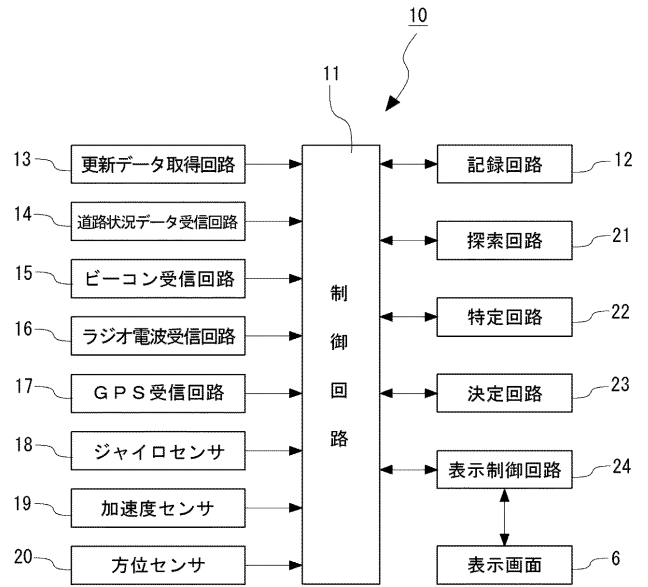 10
11
13 更新データ取得回路
14 道路状況データ受信回路
15 ビーコン受信回路
16 ラジオ電波受信回路
17 GPS受信回路
18 ジャイロセンサ
19 加速度センサ
20 方位センサ
制御回路
記録回路 12
探索回路 21
特定回路 22
決定回路 23
表示制御回路 24
表示画面 6